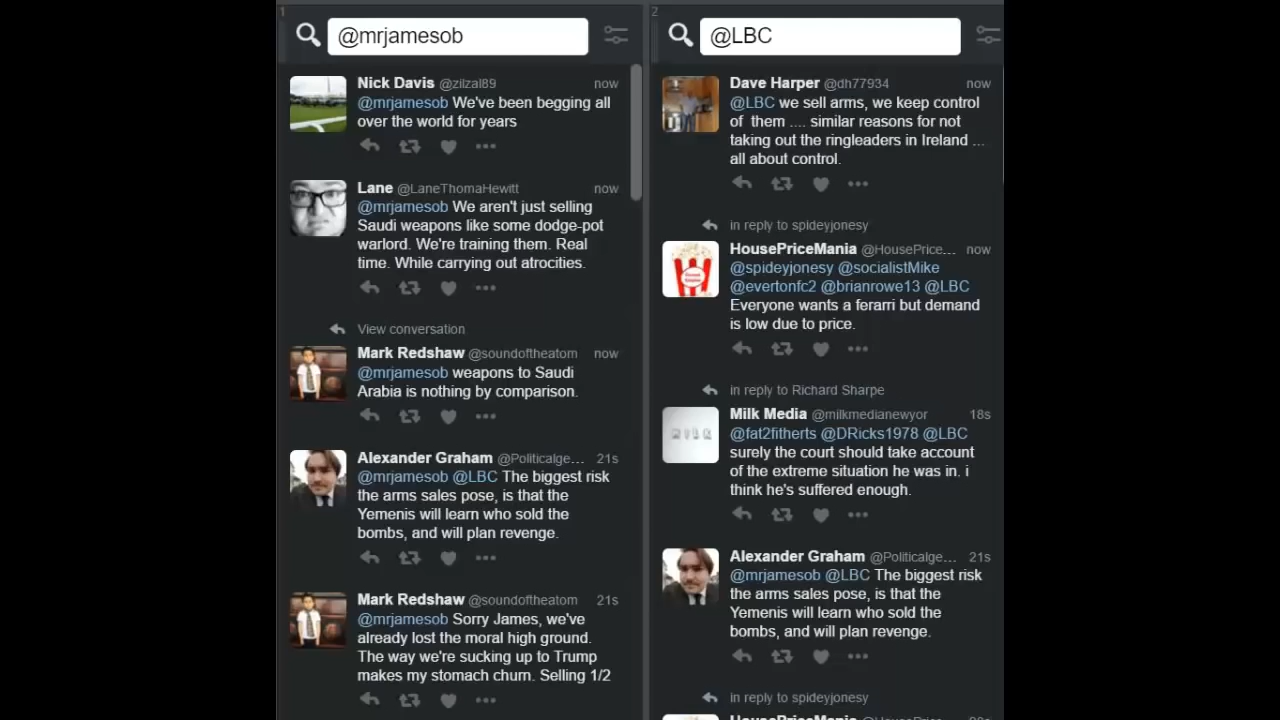 1
@mrjamesob
Nick Davis @zilzal89 now
@mrjamesob We've been begging all
over the world for years
Lane @LaneThomaHewitt now
@mrjamesob We aren't just selling
Saudi weapons like some dodge-pot
warlord. We're training them. Real
time. While carrying out atrocities.
View conversation
Mark Redshaw @soundoftheatom now
@mrjamesob weapons to Saudi
Arabia is nothing by comparison.
Alexander Graham @Politicalge... 21s
@mrjamesob @LBC The biggest risk
the arms sales pose, is that the
Yemenis will learn who sold the
bombs, and will plan revenge.
Mark Redshaw @soundoftheatom 21s
@mrjamesob Sorry James, we've
already lost the moral high ground.
The way we're sucking up to Trump
makes my stomach churn. Selling 1/2
2
@LBC
Dave Harper @dh77934 now
@LBC we sell arms, we keep control
of them .... similar reasons for not
taking out the ringleaders in Ireland ...
all about control.
in reply to spideyjonesy
HousePriceMania @HousePrice... now
@spideyjonesy @socialistMike
@evertonfc2 @brianrowe13 @LBC
Everyone wants a ferarri but demand
is low due to price.
in reply to Richard Sharpe
Milk Media @milkmedianewyor 18s
@fat2fitherts @DRicks1978 @LBC
surely the court should take account
of the extreme situation he was in. i
think he's suffered enough.
MILK
Alexander Graham @Politicalge... 21s
@mrjamesob @LBC The biggest risk
the arms sales pose, is that the
Yemenis will learn who sold the
bombs, and will plan revenge.
in reply to spideyjonesy
HousePriceMania @HousePrice...